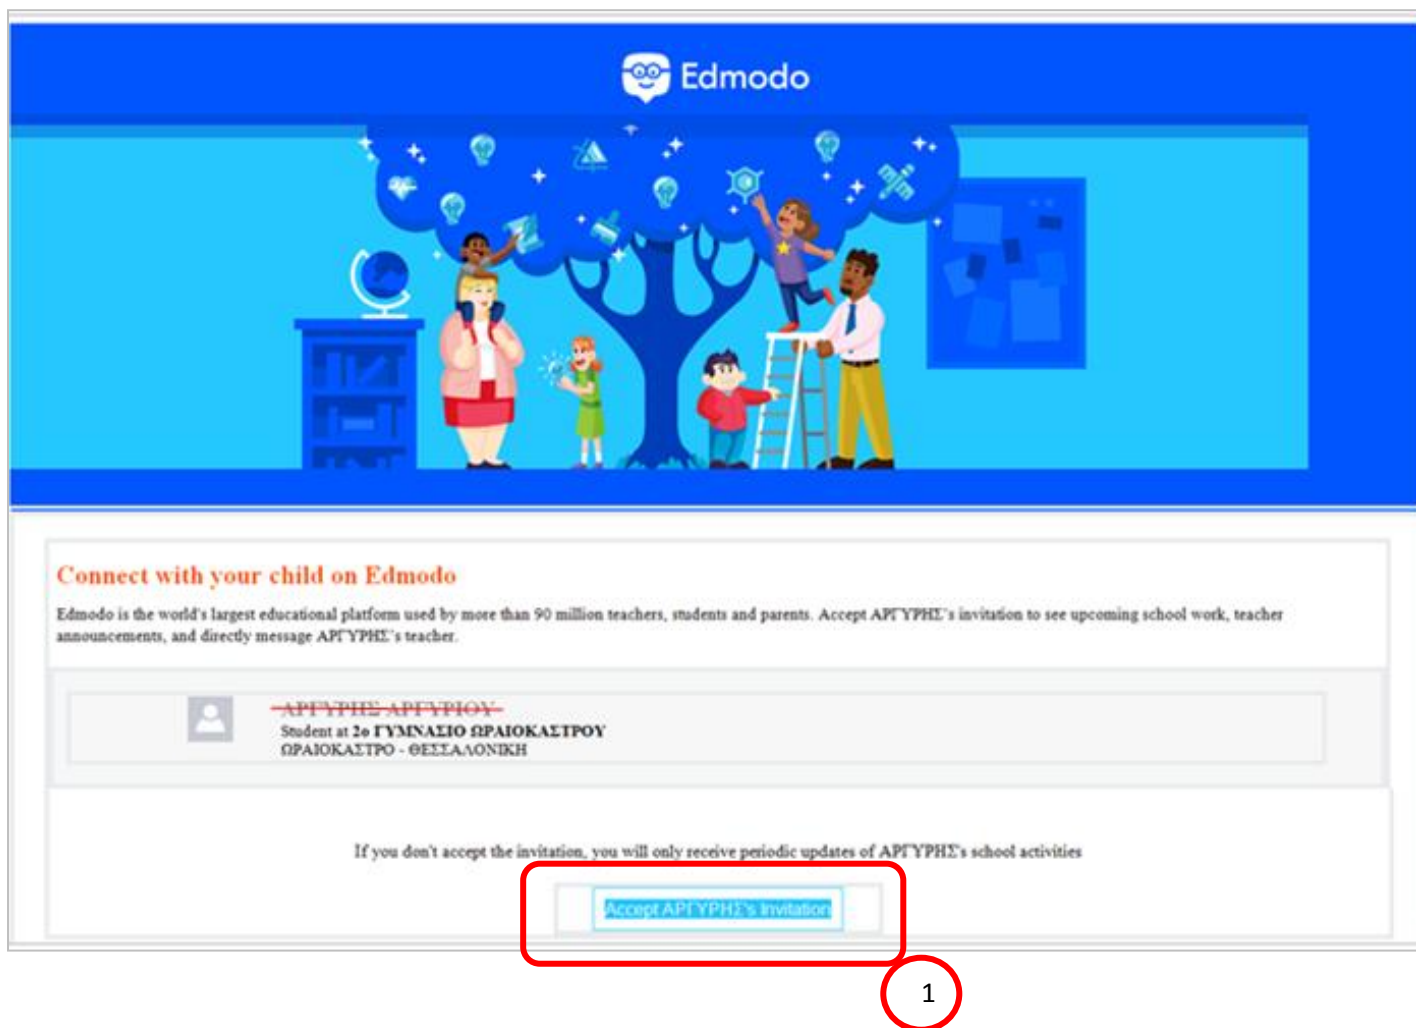 Edmodo
Connect with your child on Edmodo
Edmodo is the world's largest educational platform used by more than 90 million teachers, students and parents. Accept ΑΡΓΥΡΗΣ's invitation to see upcoming school work, teacher
announcements, and directly message ΑΡΓΥΡΗΣ's teacher.
ΑΡΓΥΡΗΣ ΑΡΓΥΡΙΟΥ
Student at 2ο ΓΥΜΝΑΣΙΟ ΩΡΑΙΟΚΑΣΤΡΟΥ
ΩΡΑΙΟΚΑΣΤΡΟ - ΘΕΣΣΑΛΟΝΙΚΗ
If you don't accept the invitation, you will only receive periodic updates of ΑΡΓΥΡΗΣ's school activities
Accept ΑΡΓΥΡΗΣ's Invitation
1